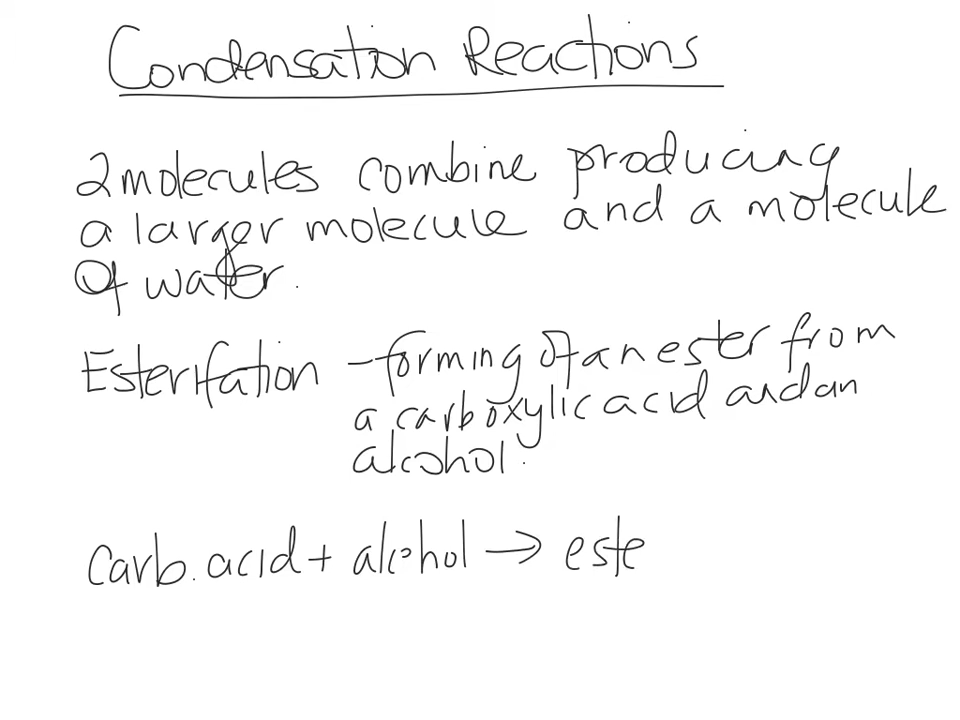 Condensation Reactions
2 molecules combine producing
a larger molecule and a molecule
of water.
Esterifation - forming of an ester from
a carboxylic acid and an
alcohol.
carb. acid + alcohol → este